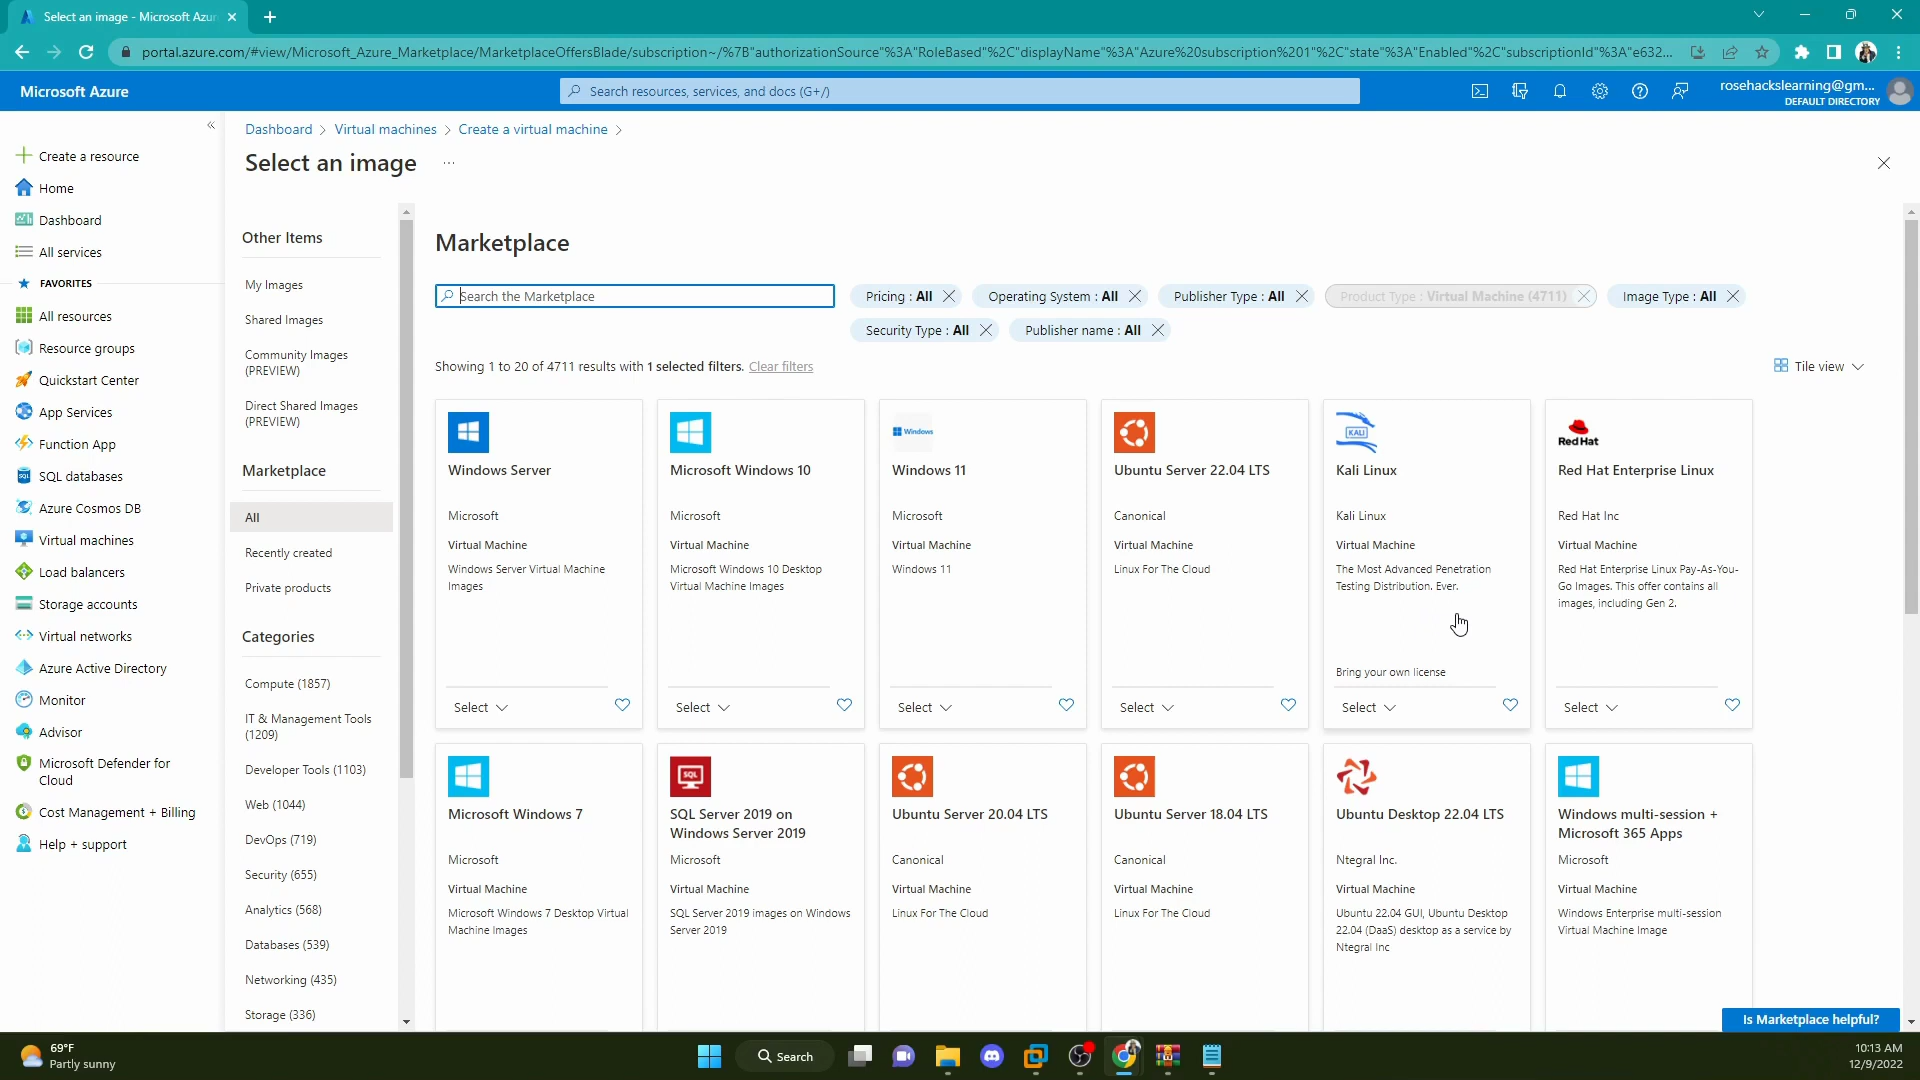 Select an image - Microsoft Azur
portal.azure.com/#view/Microsoft_Azure_Marketplace/MarketplaceOffersBlade/subscription~/%7B"authorizationSource"%3A"RoleBased"%2C"displayName"%3A"Azure%20subscription%201"%2C"state"%3A"Enabled"%2C"subscriptionId"%3A"e632...
Microsoft Azure
Search resources, services, and docs (G+/)
rosehackslearning@gm...
DEFAULT DIRECTORY
Create a resource
Home
Dashboard
All services
FAVORITES
All resources
Resource groups
Quickstart Center
App Services
Function App
SQL databases
Azure Cosmos DB
Virtual machines
Load balancers
Storage accounts
Virtual networks
Azure Active Directory
Monitor
Advisor
Microsoft Defender for
Cloud
Cost Management + Billing
Help + support
Dashboard > Virtual machines > Create a virtual machine >
Select an image ...
Other Items
My Images
Shared Images
Community Images
(PREVIEW)
Direct Shared Images
(PREVIEW)
Marketplace
All
Recently created
Private products
Categories
Compute (1857)
IT & Management Tools
(1209)
Developer Tools (1103)
Web (1044)
DevOps (719)
Security (655)
Analytics (568)
Databases (539)
Networking (435)
Storage (336)
Marketplace
Search the Marketplace
Pricing : All
Operating System : All
Publisher Type : All
Product Type : Virtual Machine (4711)
Image Type : All
Security Type : All
Publisher name : All
Showing 1 to 20 of 4711 results with 1 selected filters. Clear filters
Tile view
Windows Server
Microsoft
Virtual Machine
Windows Server Virtual Machine
Images
Select
Microsoft Windows 10
Microsoft
Virtual Machine
Microsoft Windows 10 Desktop
Virtual Machine Images
Select
Windows
Windows 11
Microsoft
Virtual Machine
Windows 11
Select
Ubuntu Server 22.04 LTS
Canonical
Virtual Machine
Linux For The Cloud
Select
KALI
Kali Linux
Kali Linux
Virtual Machine
The Most Advanced Penetration
Testing Distribution. Ever.
Bring your own license
Select
Red Hat
Red Hat Enterprise Linux
Red Hat Inc
Virtual Machine
Red Hat Enterprise Linux Pay-As-You-
Go Images. This offer contains all
images, including Gen 2.
Select
Microsoft Windows 7
Microsoft
Virtual Machine
Microsoft Windows 7 Desktop Virtual
Machine Images
SQL
SQL Server 2019 on
Windows Server 2019
Microsoft
Virtual Machine
SQL Server 2019 images on Windows
Server 2019
Ubuntu Server 20.04 LTS
Canonical
Virtual Machine
Linux For The Cloud
Ubuntu Server 18.04 LTS
Canonical
Virtual Machine
Linux For The Cloud
Ubuntu Desktop 22.04 LTS
Ntegral Inc.
Virtual Machine
Ubuntu 22.04 GUI, Ubuntu Desktop
22.04 (DaaS) desktop as a service by
Ntegral Inc
Windows multi-session +
Microsoft 365 Apps
Microsoft
Virtual Machine
Windows Enterprise multi-session
Virtual Machine Image
Is Marketplace helpful?
69°F
Partly sunny
Search
10:13 AM
12/9/2022